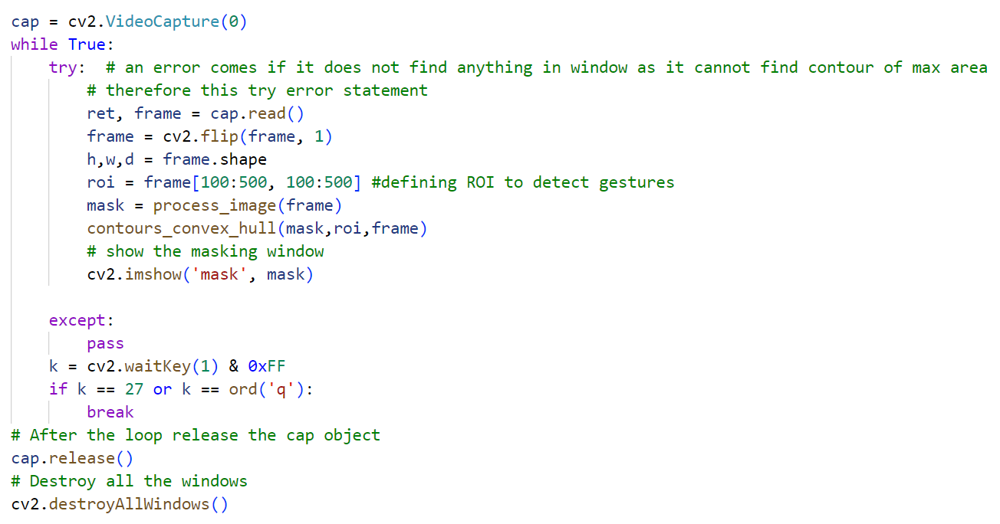 cap = cv2.VideoCapture(0)
while True:
    try:  # an error comes if it does not find anything in window as it cannot find contour of max area
        # therefore this try error statement
        ret, frame = cap.read()
        frame = cv2.flip(frame, 1)
        h,w,d = frame.shape
        roi = frame[100:500, 100:500] #defining ROI to detect gestures
        mask = process_image(frame)
        contours_convex_hull(mask,roi,frame)
        # show the masking window
        cv2.imshow('mask', mask)

    except:
        pass
    k = cv2.waitKey(1) & 0xFF
    if k == 27 or k == ord('q'):
        break
# After the loop release the cap object
cap.release()
# Destroy all the windows
cv2.destroyAllWindows()